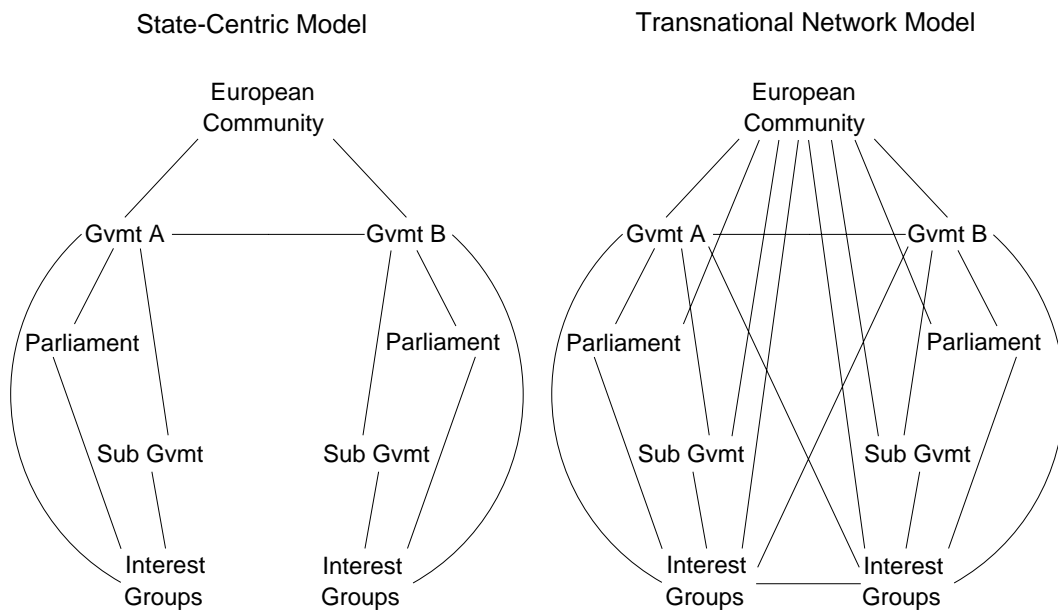 State-Centric Model
European
Community
Gvmt A
Gvmt B
Parliament
Parliament
Sub Gvmt
Sub Gvmt
Interest
Groups
Interest
Groups
Transnational Network Model
European
Community
Gvmt A
Gvmt B
Parliament
Parliament
Sub Gvmt
Sub Gvmt
Interest
Groups
Interest
Groups